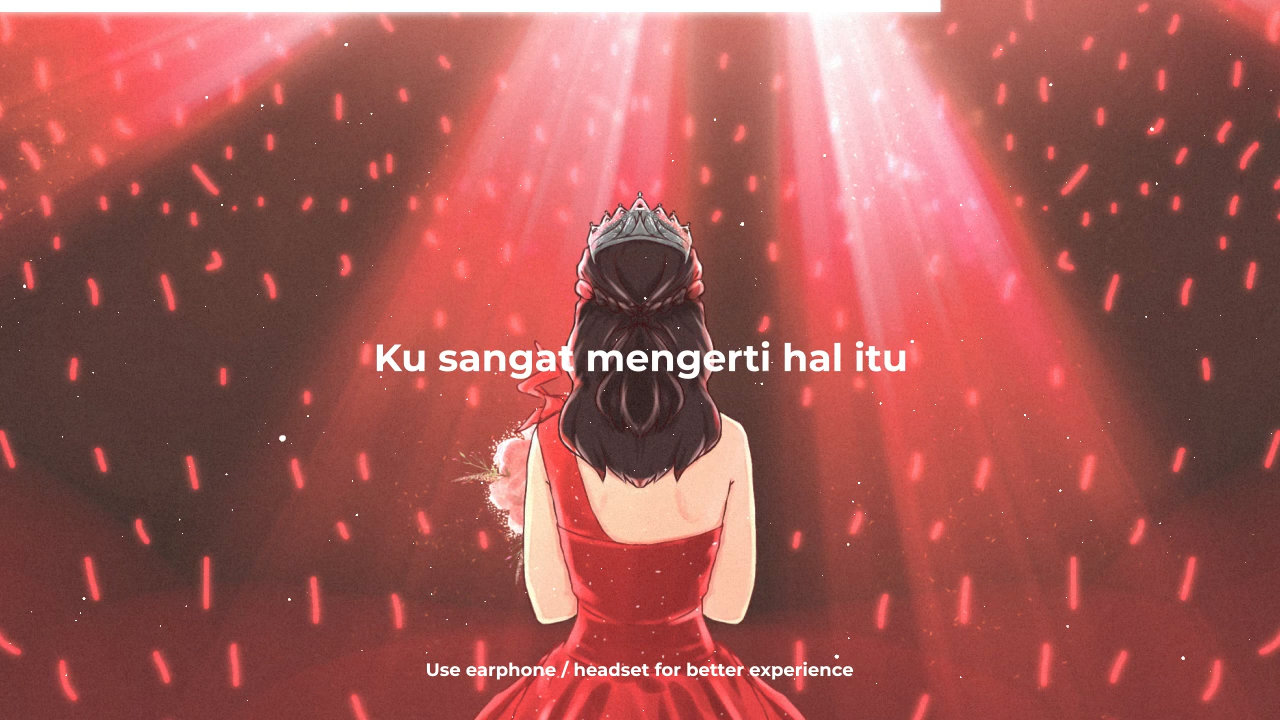 Ku sangat mengerti hal itu
Use earphone / headset for better experience